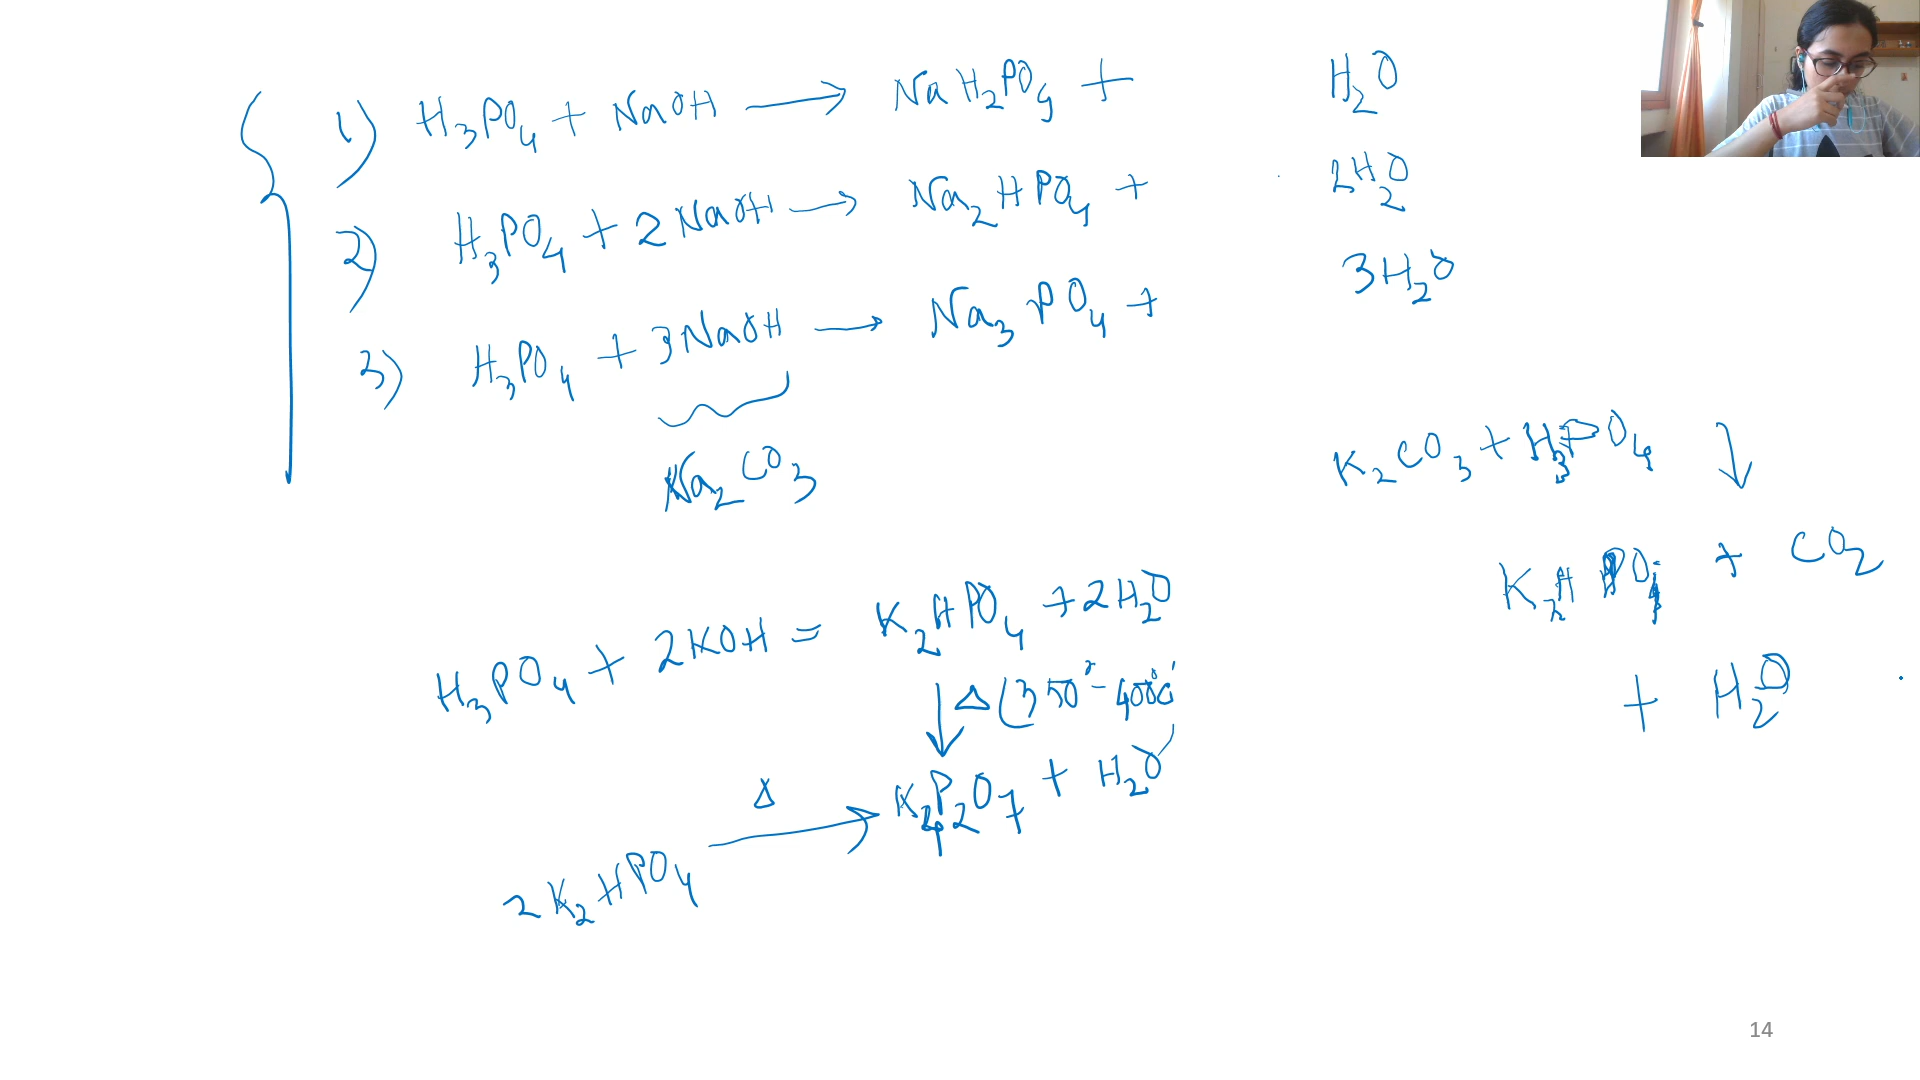 1) H₃PO₄ + NaOH ⟶ NaH₂PO₄ + H₂O
2) H₃PO₄ + 2NaOH ⟶ Na₂HPO₄ + 2H₂O
3) H₃PO₄ + 3NaOH ⟶ Na₃PO₄ + 3H₂O
Na₂CO₃
K₂CO₃ + H₃PO₄ ↓
K₂HPO₄ + CO₂
+ H₂O
H₃PO₄ + 2KOH = K₂HPO₄ + 2H₂O
↓ Δ (350° - 400°C
2K₂HPO₄ ⟶ Δ K₄P₂O₇ + H₂O
14